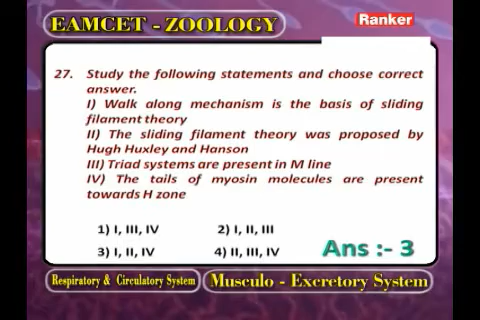 EAMCET - ZOOLOGY
Ranker
27. Study the following statements and choose correct
answer.
I) Walk along mechanism is the basis of sliding
filament theory
II) The sliding filament theory was proposed by
Hugh Huxley and Hanson
III) Triad systems are present in M line
IV) The tails of myosin molecules are present
towards H zone
1) I, III, IV 2) I, II, III
3) I, II, IV 4) II, III, IV
Ans :- 3
Respiratory & Circulatory System
Musculo - Excretory System